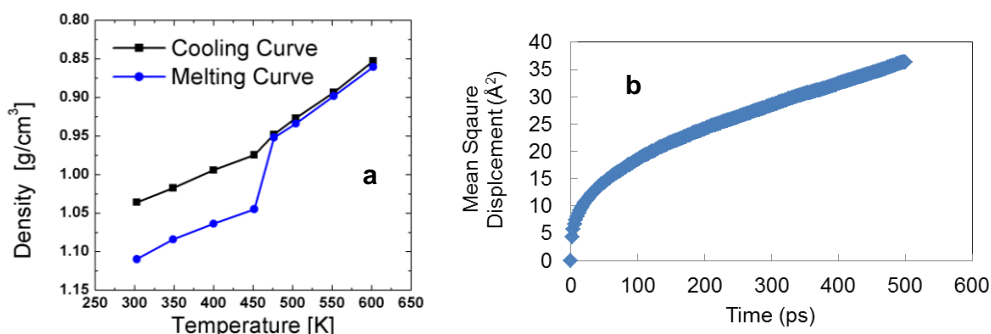 0.80
0.85
0.90
0.95
1.00
1.05
1.10
1.15
Density [g/cm³]
Cooling Curve
Melting Curve
a
250 300 350 400 450 500 550 600 650
Temperature [K]
40
35
30
25
20
15
10
5
0
Mean Sqaure
Displcement (Å²)
b
0 100 200 300 400 500 600
Time (ps)